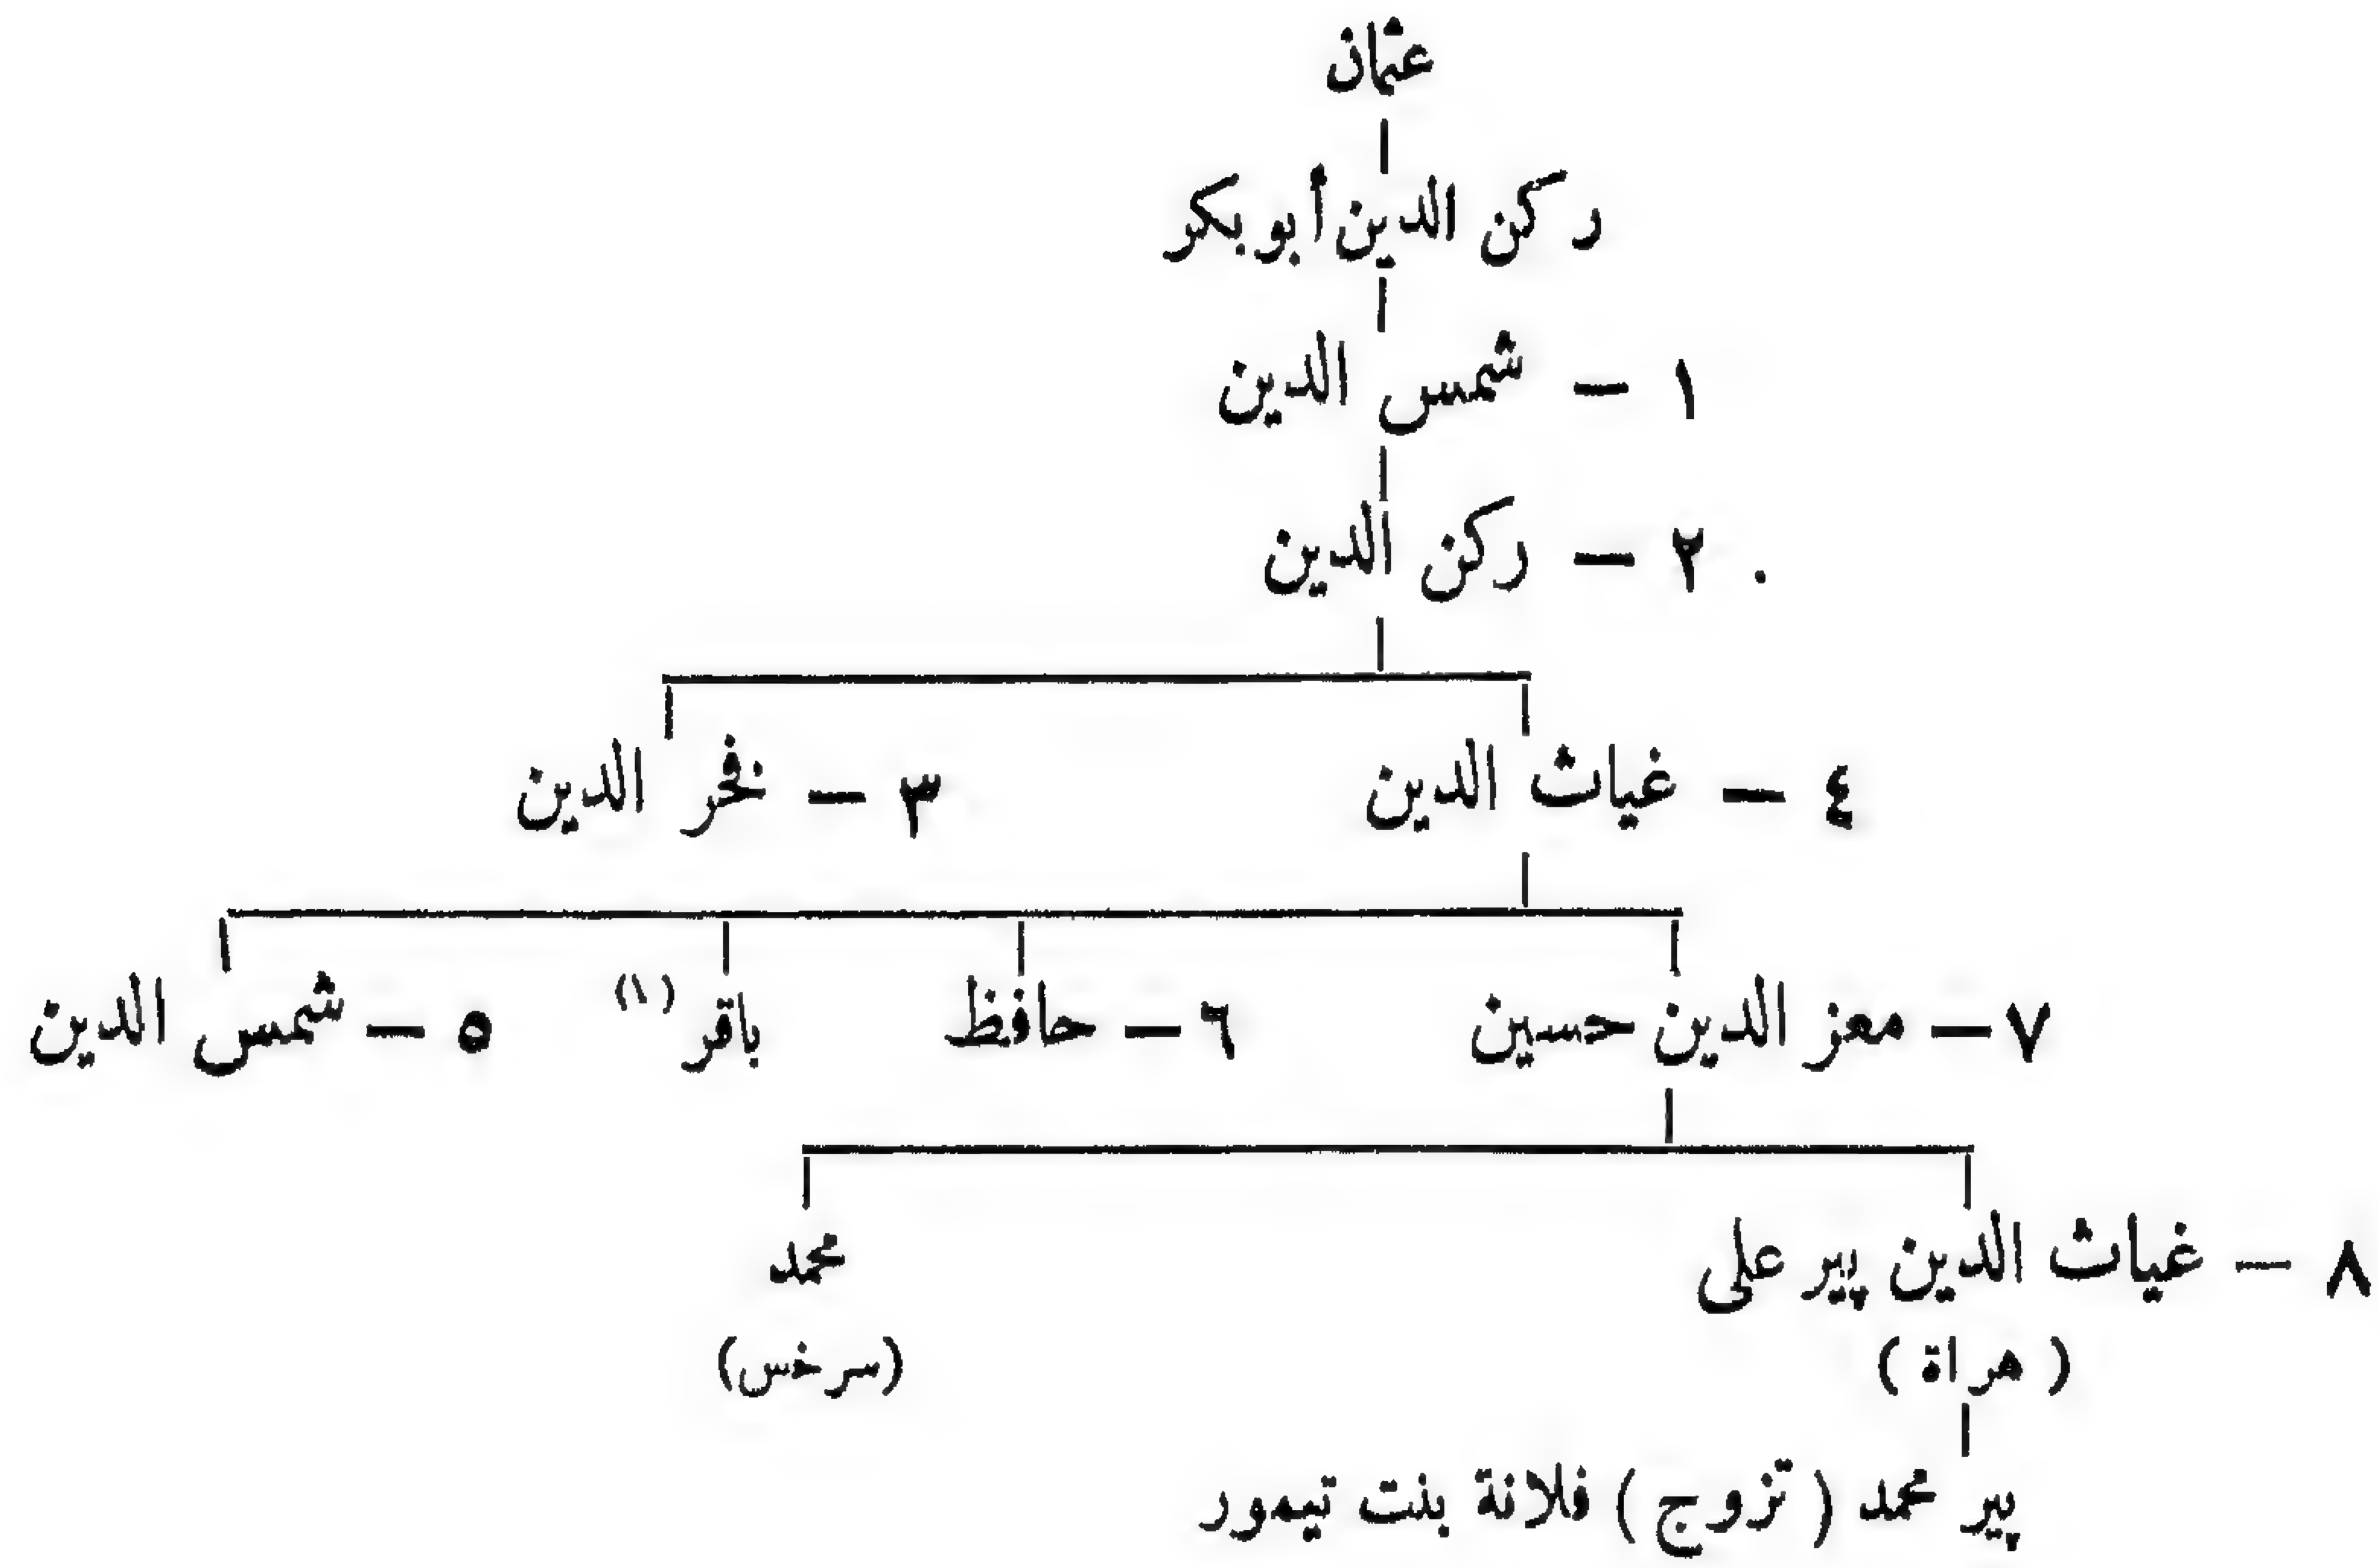 عثمان
ركن الدين أبو بكر
١ – شمس الدين
٢ – ركن الدين
٤ – غياث الدين
٣ – فخر الدين
٧ – معز الدين حسين
٦ – حافظ
باقر (١)
٥ – شمس الدين
٨ – غياث الدين پير على
محمد
(هراة)
(سرخس)
پير محمد (تزوج) فلانة بنت تيمور